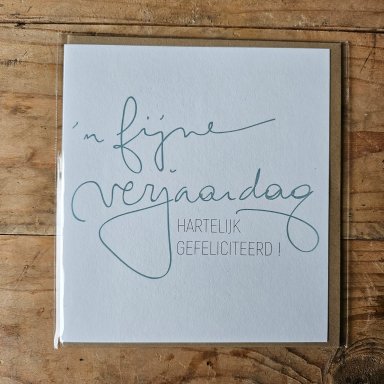 'n fijne
verjaardag
HARTELIJK
GEFELICITEERD !